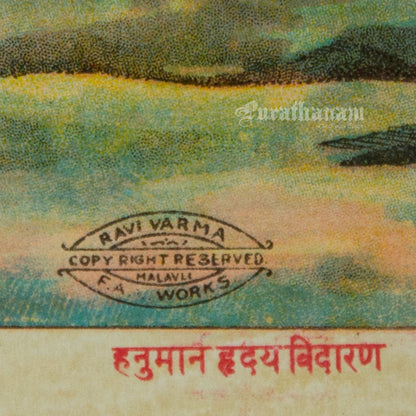 Purathanam
RAVI VARMA
COPY RIGHT RESERVED.
MALAVLI
F.A. WORKS
हनुमान हृदय विदारण